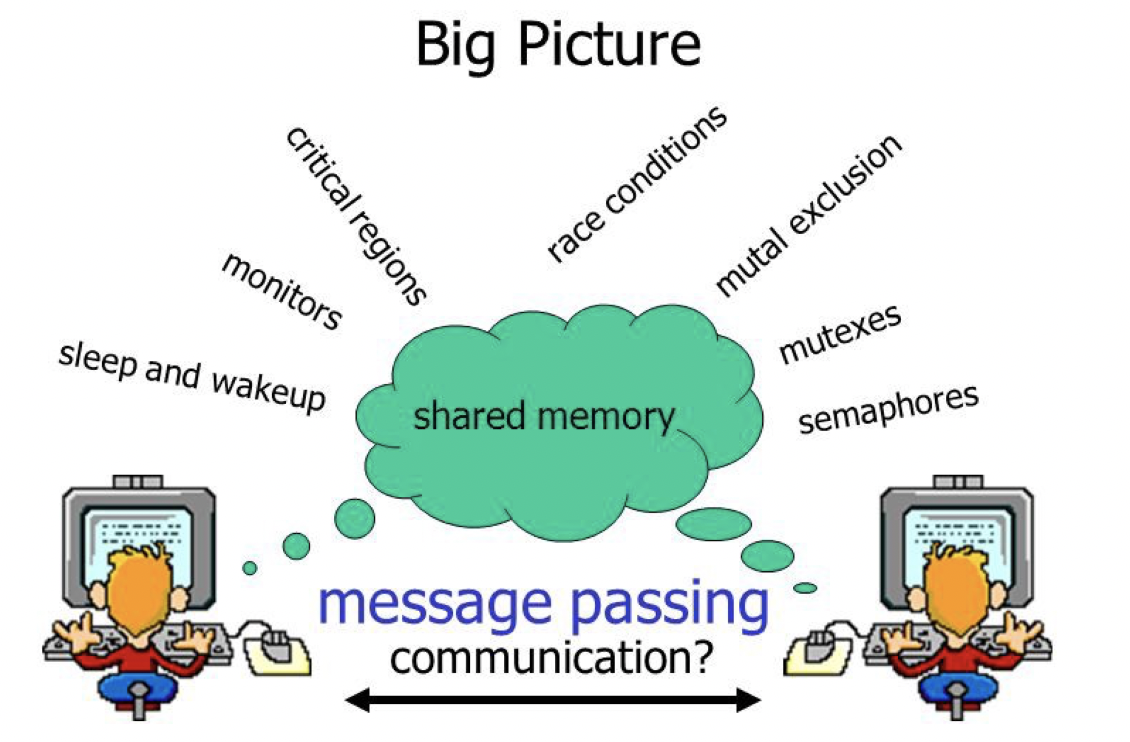 Big Picture
critical regions
race conditions
mutal exclusion
monitors
mutexes
sleep and wakeup
semaphores
shared memory
message passing
communication?